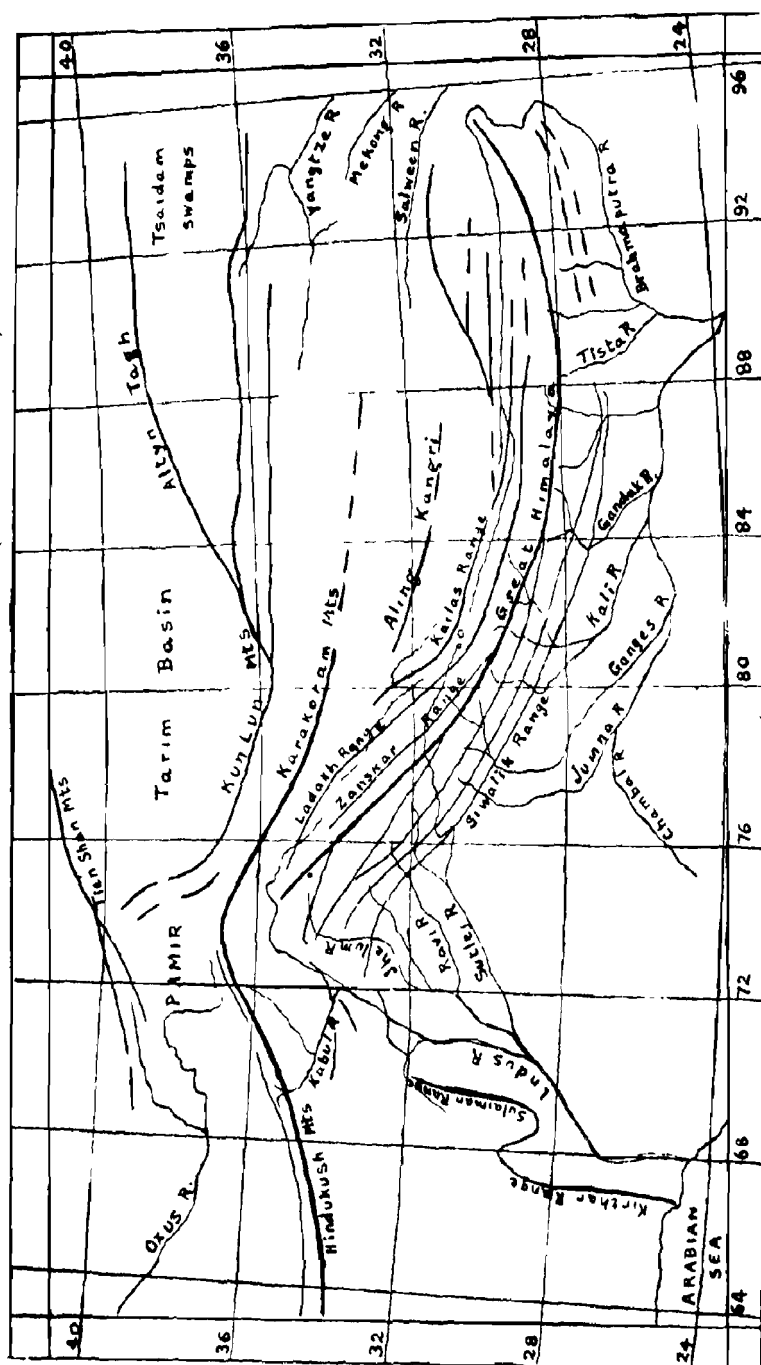 40
36
32
28
24
40
36
32
28
24
64
68
72
76
80
84
88
92
96
Tsaidam
swamps
Altyn Tagh
Tarim Basin
Tian Shan Mts
PAMIR
Oxus R.
Kun Lun Mts
Karakoram Mts
Hindukush Mts
Kabul R
Yangtze R
Mekong R
Salween R.
Aling Kangri
Kailas Range
Ladakh Range
Zanskar Range
Great Himalaya
Siwalik Range
Brahmaputra R
Tista R
Gandak R.
Kali R
Ganges R
Jumna R
Chambal R
Jhelum R
Ravi R
Sutlej R
Indus R
Sulaiman Range
Kirthar Range
ARABIAN
SEA